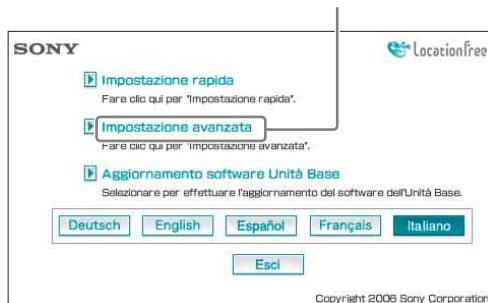 SONY
LocationFree
Impostazione rapida
Fare clic qui per "Impostazione rapida".
Impostazione avanzata
Fare clic qui per "Impostazione avanzata".
Aggiornamento software Unità Base
Selezionare per effettuare l'aggiornamento del software dell'Unità Base.
Deutsch English Español Français Italiano
Esci
Copyright 2006 Sony Corporation